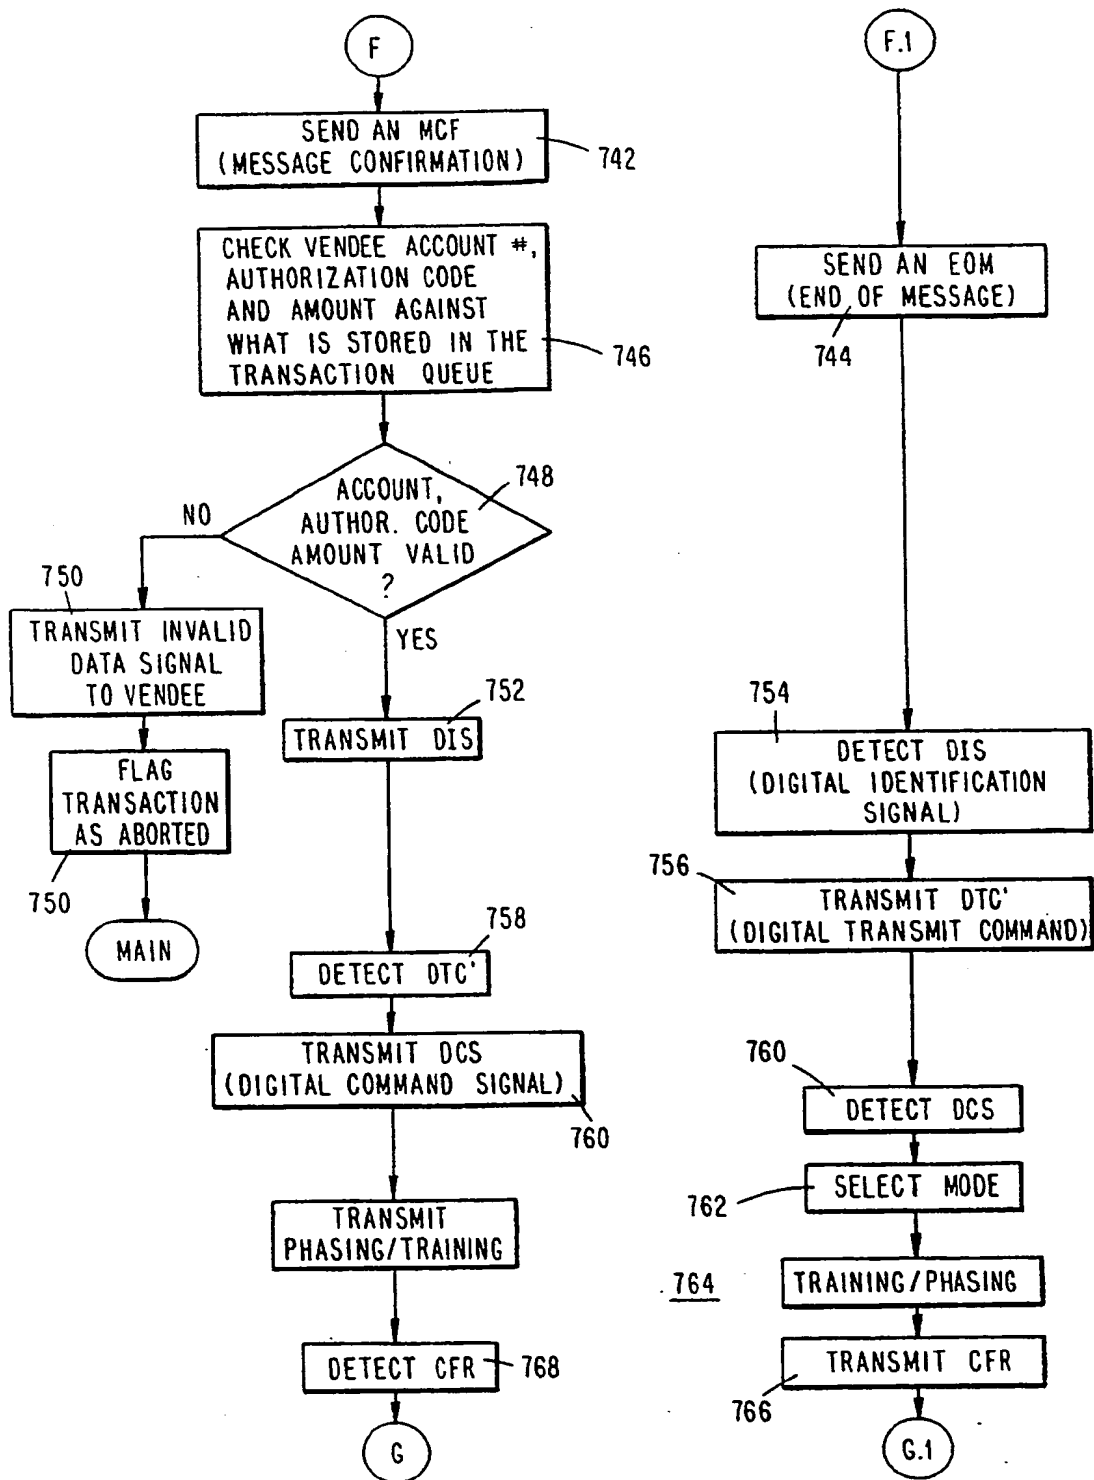 F
SEND AN MCF
(MESSAGE CONFIRMATION)
742
CHECK VENDEE ACCOUNT #,
AUTHORIZATION CODE
AND AMOUNT AGAINST
WHAT IS STORED IN THE
TRANSACTION QUEUE
746
ACCOUNT,
AUTHOR. CODE
AMOUNT VALID
?
748
NO
YES
750
TRANSMIT INVALID
DATA SIGNAL
TO VENDEE
FLAG
TRANSACTION
AS ABORTED
750
MAIN
752
TRANSMIT DIS
758
DETECT DTC'
TRANSMIT DCS
(DIGITAL COMMAND SIGNAL)
760
TRANSMIT
PHASING/TRAINING
DETECT CFR
768
G
F.1
SEND AN EOM
(END OF MESSAGE)
744
754
DETECT DIS
(DIGITAL IDENTIFICATION
SIGNAL)
756
TRANSMIT DTC'
(DIGITAL TRANSMIT COMMAND)
760
DETECT DCS
762
SELECT MODE
764
TRAINING/PHASING
TRANSMIT CFR
766
G.1